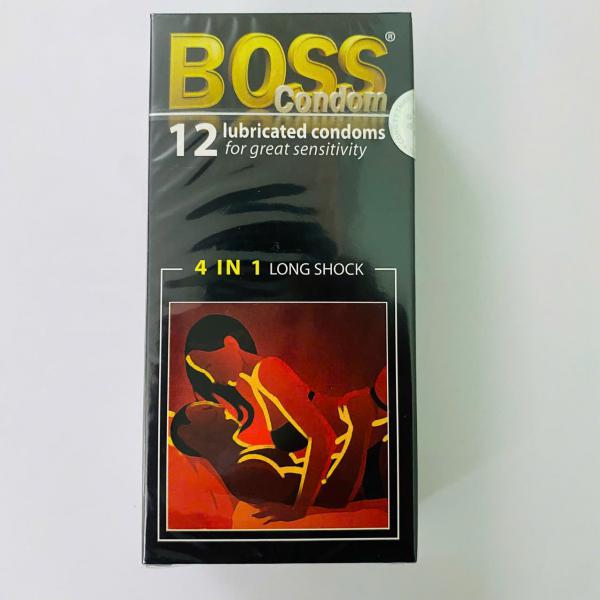 BOSS®
Condom
12 lubricated condoms
for great sensitivity
4 IN 1 LONG SHOCK